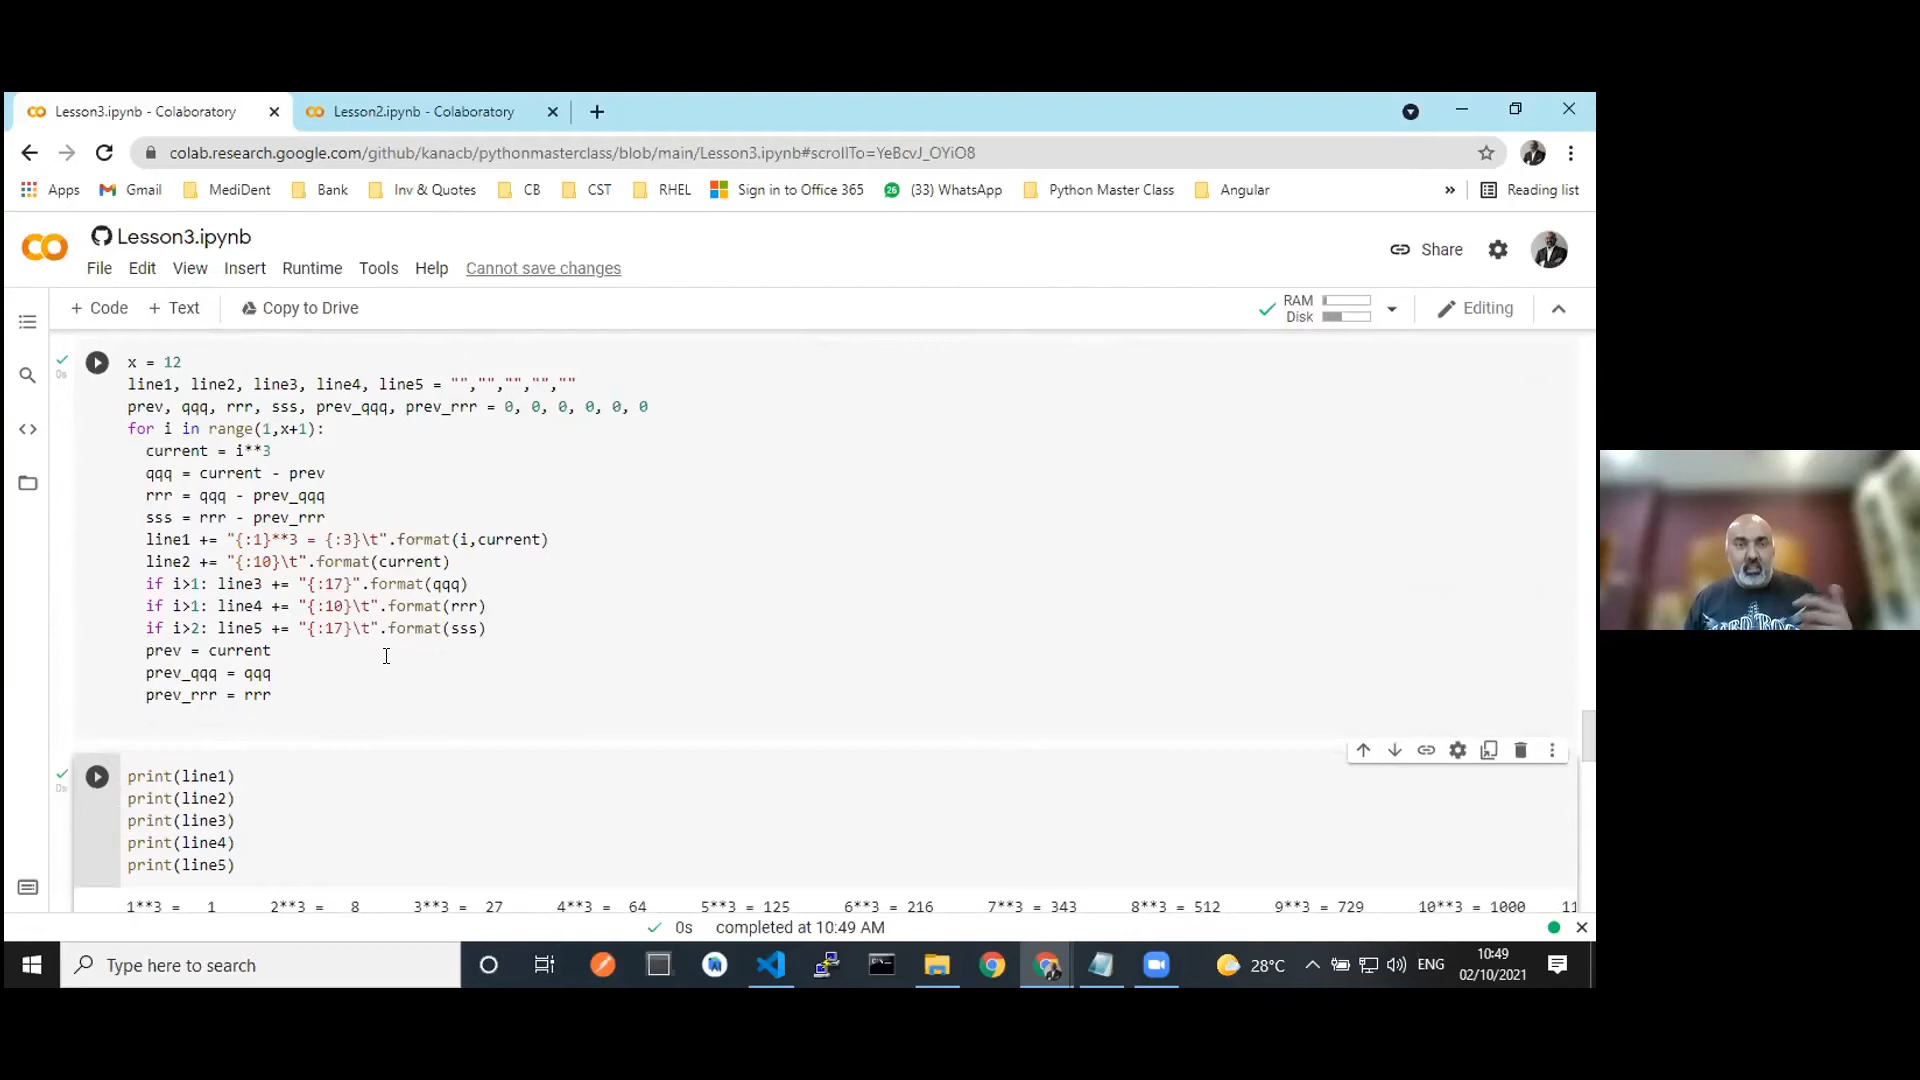 Lesson3.ipynb - Colaboratory
Lesson2.ipynb - Colaboratory
colab.research.google.com/github/kanacb/pythonmasterclass/blob/main/Lesson3.ipynb#scrollTo=YeBcvJ_OYiO8
Apps Gmail MediDent Bank Inv & Quotes CB CST RHEL Sign in to Office 365 26 (33) WhatsApp Python Master Class Angular » Reading list
Lesson3.ipynb
Share
File Edit View Insert Runtime Tools Help Cannot save changes
+ Code + Text Copy to Drive
RAM
Disk
Editing
0s
x = 12
line1, line2, line3, line4, line5 = "","","","",""
prev, qqq, rrr, sss, prev_qqq, prev_rrr = 0, 0, 0, 0, 0, 0
for i in range(1,x+1):
current = i**3
qqq = current - prev
rrr = qqq - prev_qqq
sss = rrr - prev_rrr
line1 += "{:1}**3 = {:3}\t".format(i,current)
line2 += "{:10}\t".format(current)
if i>1: line3 += "{:17}".format(qqq)
if i>1: line4 += "{:10}\t".format(rrr)
if i>2: line5 += "{:17}\t".format(sss)
prev = current
prev_qqq = qqq
prev_rrr = rrr
0s
print(line1)
print(line2)
print(line3)
print(line4)
print(line5)
1**3 = 1 2**3 = 8 3**3 = 27 4**3 = 64 5**3 = 125 6**3 = 216 7**3 = 343 8**3 = 512 9**3 = 729 10**3 = 1000 11
0s completed at 10:49 AM
Type here to search
28°C
ENG
10:49
02/10/2021